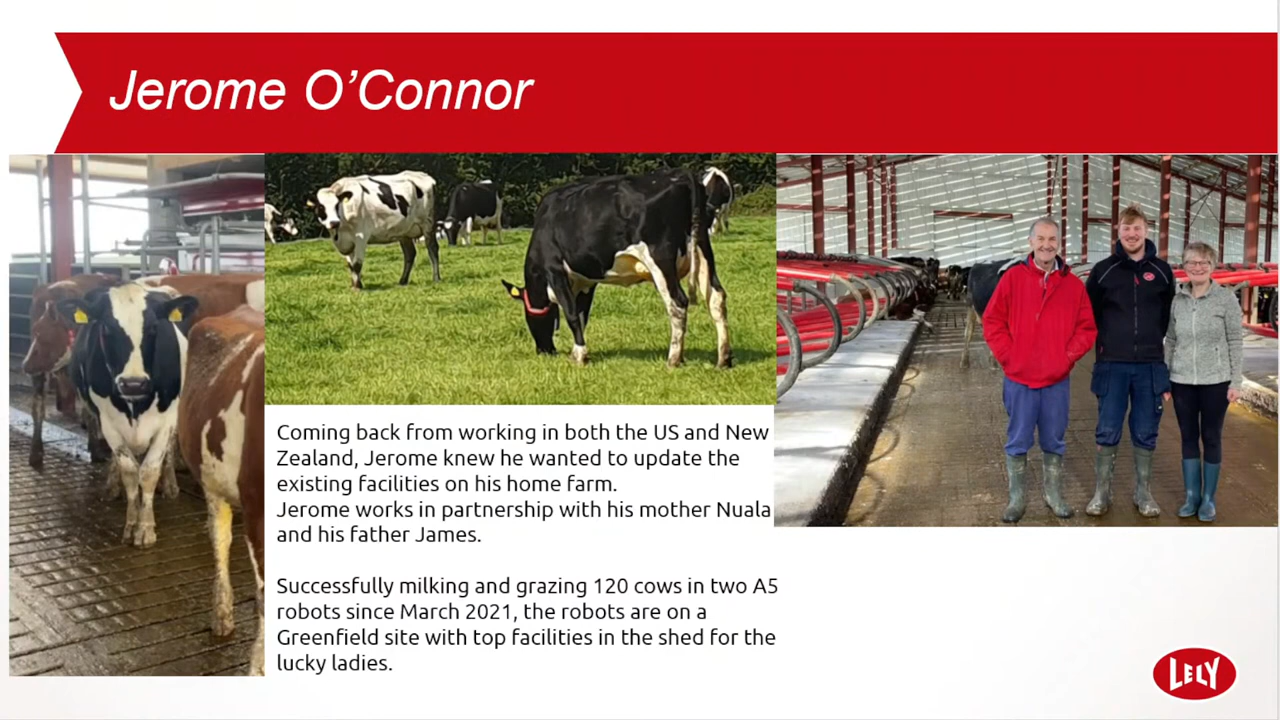 Jerome O’Connor
Coming back from working in both the US and New
Zealand, Jerome knew he wanted to update the
existing facilities on his home farm.
Jerome works in partnership with his mother Nuala
and his father James.
Successfully milking and grazing 120 cows in two A5
robots since March 2021, the robots are on a
Greenfield site with top facilities in the shed for the
lucky ladies.
LELY